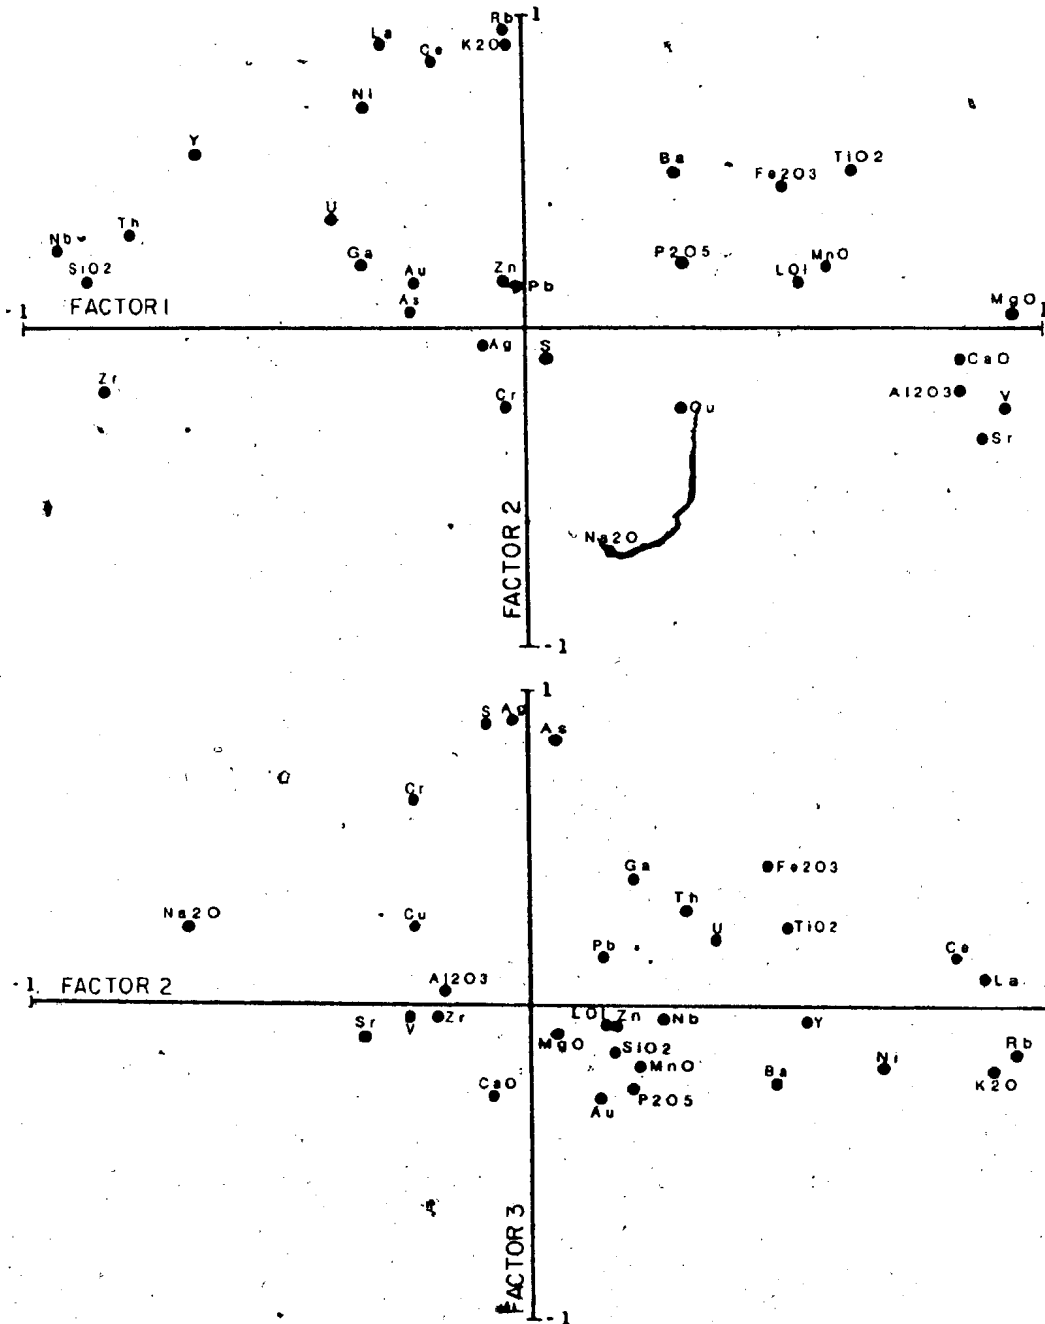 Rb 1
La K2O
Ce
Ni
Y
Ba Fe2O3 TiO2
U
Nb Th
SiO2 Ga Au Zn Pb P2O5 LOI MnO
As
-1 FACTOR 1 MgO 1
Ag S CaO
Zr Cr Cu Al2O3 V
Sr
FACTOR 2
Na2O
-1
1
S Ag As
Cr
Ga Fe2O3
Th
Na2O Cu U TiO2
Pb Ce
Al2O3 La
-1 FACTOR 2
Sr V Zr LOI Zn Nb Y
MgO SiO2 Rb
MnO Ba Ni K2O
CaO Au P2O5
FACTOR 3
-1